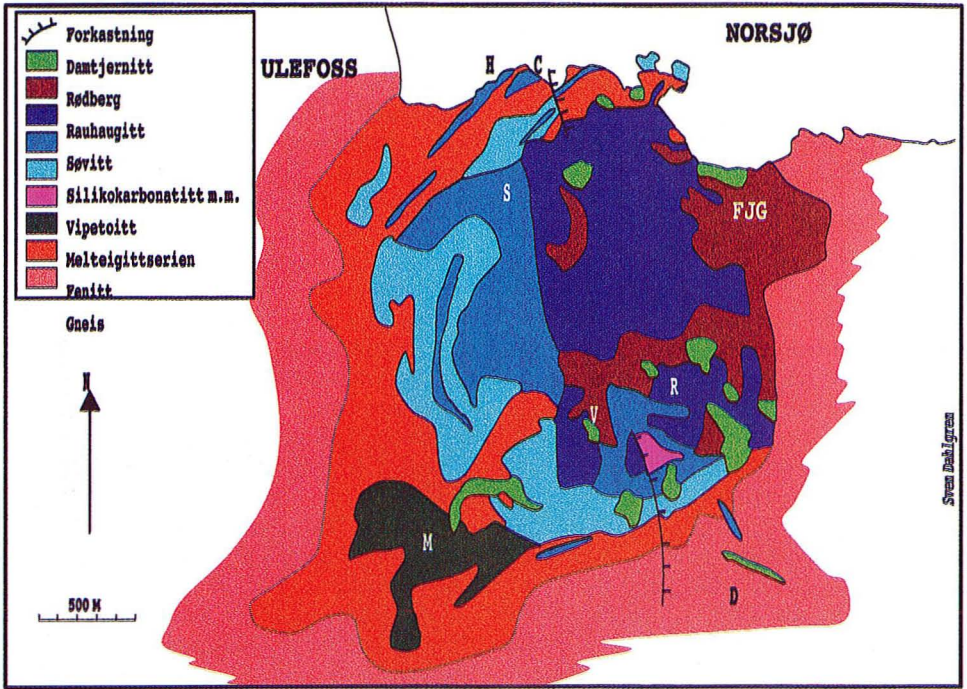 Forkastning
Damtjernitt
Rødberg
Rauhaugitt
Søvitt
Silikokarbonatitt m.m.
Vipetoitt
Melteigittserien
Fenitt
Gneis
ULEFOSS
NORSJØ
H
C
S
FJG
R
V
M
D
N
500 M
Sven Dahlgren